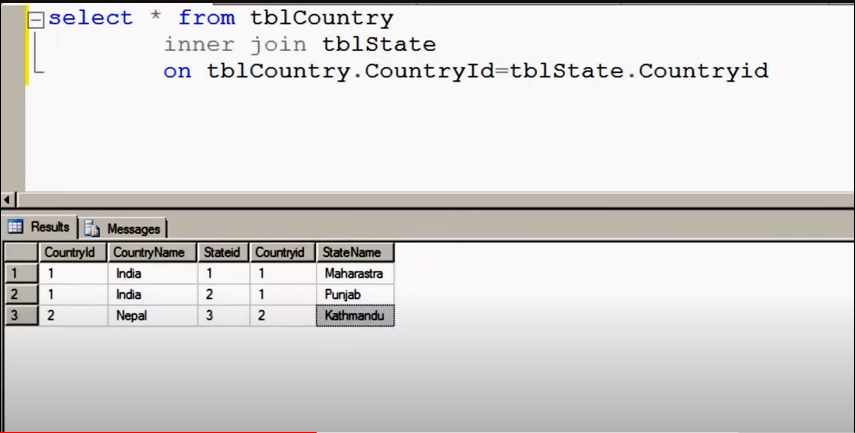 select * from tblCountry
inner join tblState
on tblCountry.CountryId=tblState.Countryid
Results Messages
CountryId CountryName Stateid Countryid StateName
1 1 India 1 1 Maharastra
2 1 India 2 1 Punjab
3 2 Nepal 3 2 Kathmandu